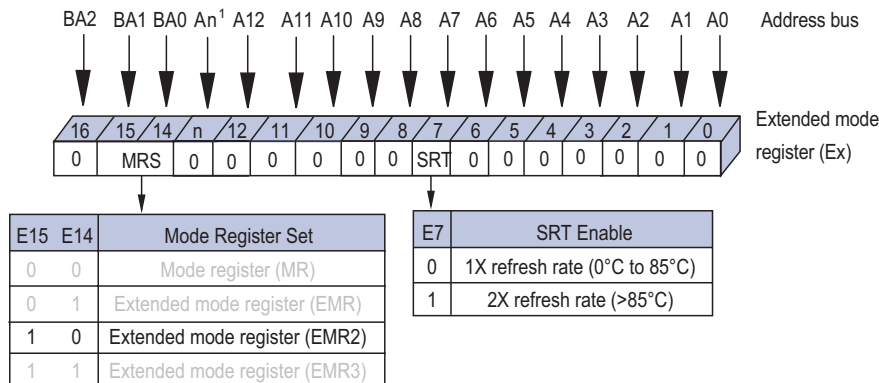 BA2 BA1 BA0 An¹ A12 A11 A10 A9 A8 A7 A6 A5 A4 A3 A2 A1 A0 Address bus
16 15 14 n 12 11 10 9 8 7 6 5 4 3 2 1 0 Extended mode
register (Ex)
0 MRS 0 0 0 0 0 0 SRT 0 0 0 0 0 0 0
E15 E14 Mode Register Set
0 0 Mode register (MR)
0 1 Extended mode register (EMR)
1 0 Extended mode register (EMR2)
1 1 Extended mode register (EMR3)
E7 SRT Enable
0 1X refresh rate (0°C to 85°C)
1 2X refresh rate (>85°C)